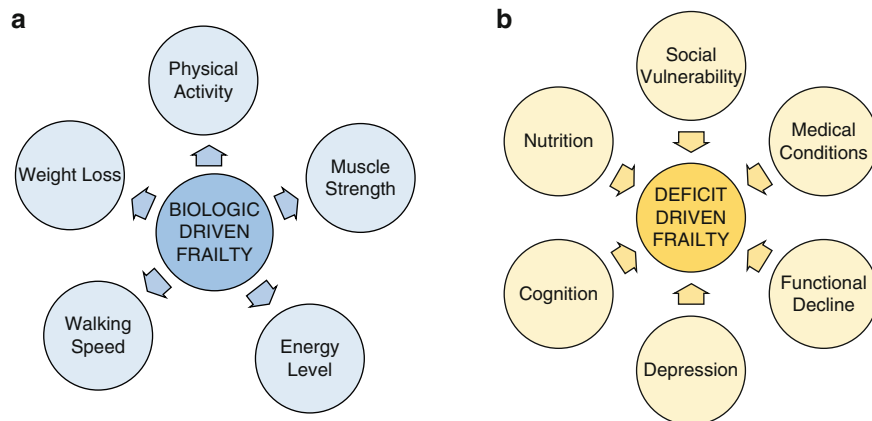 a
Physical
Activity
Weight Loss
Muscle
Strength
BIOLOGIC
DRIVEN
FRAILTY
Walking
Speed
Energy
Level
b
Social
Vulnerability
Nutrition
Medical
Conditions
DEFICIT
DRIVEN
FRAILTY
Cognition
Functional
Decline
Depression